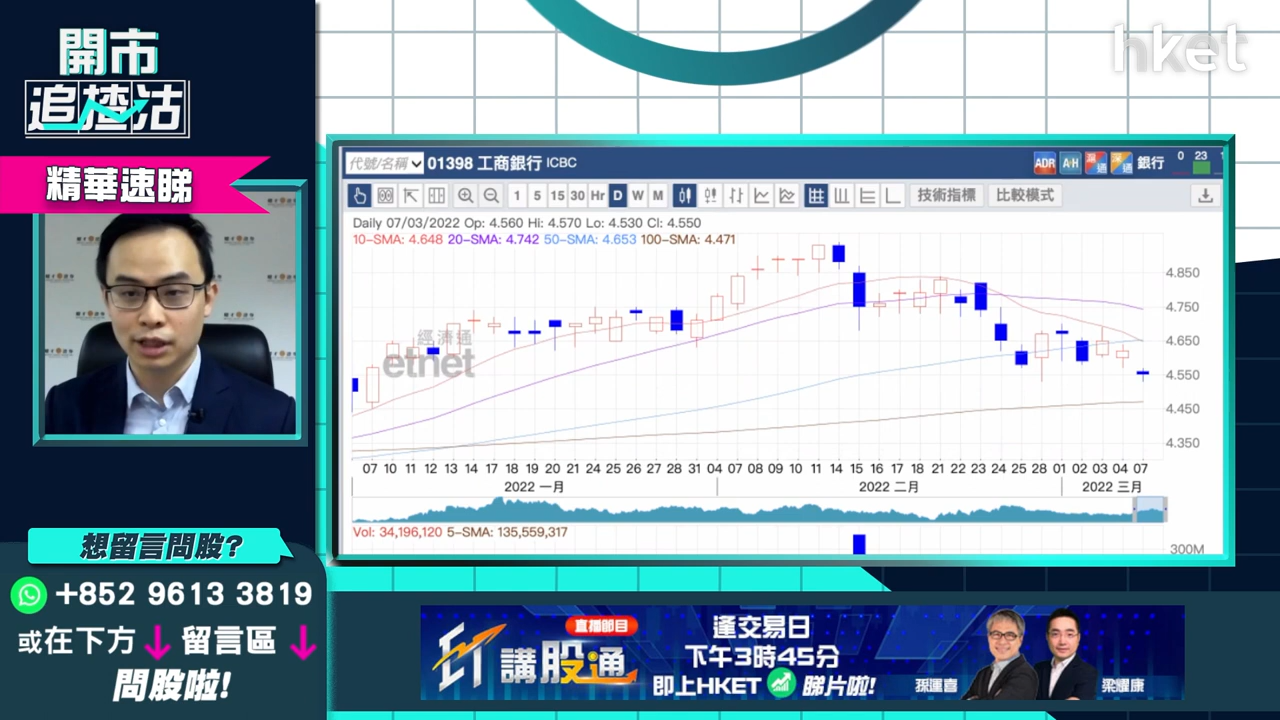 開市
追揸沽
精華速睇
想留言問股?
+852 9613 3819
或在下方 留言區
問股啦!
hket
代號/名稱 01398 工商銀行 ICBC
ADR A·H 銀行 0 23
1 5 15 30 Hr D W M 技術指標 比較模式
Daily 07/03/2022 Op: 4.560 Hi: 4.570 Lo: 4.530 Cl: 4.550
10-SMA: 4.648 20-SMA: 4.742 50-SMA: 4.653 100-SMA: 4.471
4.850
4.750
4.650
4.550
4.450
4.350
經濟通
etnet
07 10 11 12 13 14 17 18 19 20 21 24 25 26 27 28 31 04 07 08 09 10 11 14 15 16 17 18 21 22 23 24 25 28 01 02 03 04 07
2022 一月 2022 二月 2022 三月
Vol: 34,196,120 5-SMA: 135,559,317
300M
ET 講股通
直播節目
逢交易日
下午3時45分
即上HKET 睇片啦!
孫運喜
梁耀康